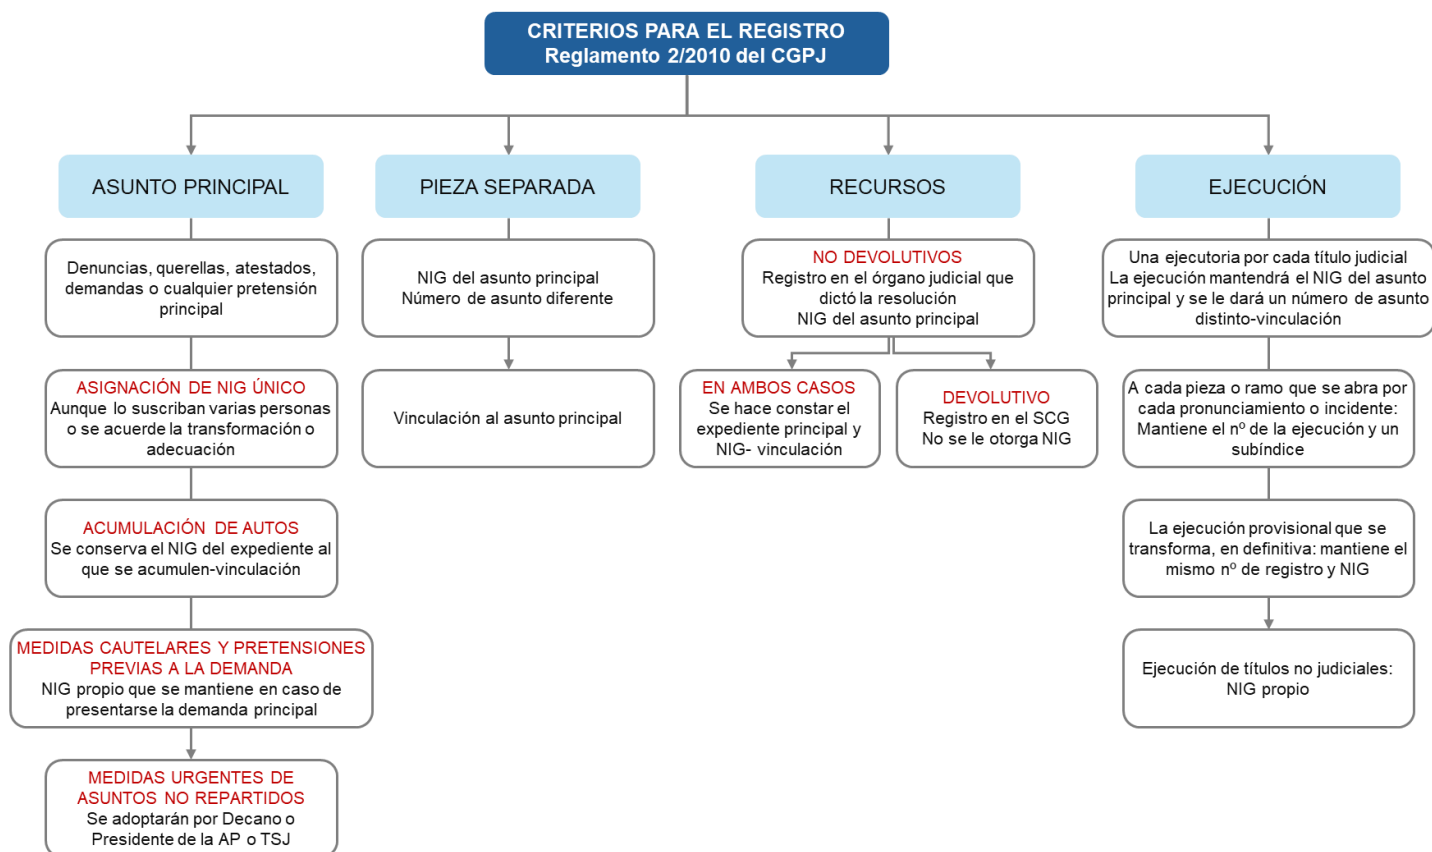 CRITERIOS PARA EL REGISTRO
Reglamento 2/2010 del CGPJ
ASUNTO PRINCIPAL
Denuncias, querellas, atestados,
demandas o cualquier pretensión
principal
ASIGNACIÓN DE NIG ÚNICO
Aunque lo suscriban varias personas
o se acuerde la transformación o
adecuación
ACUMULACIÓN DE AUTOS
Se conserva el NIG del expediente al
que se acumulen-vinculación
MEDIDAS CAUTELARES Y PRETENSIONES
PREVIAS A LA DEMANDA
NIG propio que se mantiene en caso de
presentarse la demanda principal
MEDIDAS URGENTES DE
ASUNTOS NO REPARTIDOS
Se adoptarán por Decano o
Presidente de la AP o TSJ
PIEZA SEPARADA
NIG del asunto principal
Número de asunto diferente
Vinculación al asunto principal
RECURSOS
NO DEVOLUTIVOS
Registro en el órgano judicial que
dictó la resolución
NIG del asunto principal
EN AMBOS CASOS
Se hace constar el
expediente principal y
NIG- vinculación
DEVOLUTIVO
Registro en el SCG
No se le otorga NIG
EJECUCIÓN
Una ejecutoria por cada título judicial
La ejecución mantendrá el NIG del asunto
principal y se le dará un número de asunto
distinto-vinculación
A cada pieza o ramo que se abra por
cada pronunciamiento o incidente:
Mantiene el nº de la ejecución y un
subíndice
La ejecución provisional que se
transforma, en definitiva: mantiene el
mismo nº de registro y NIG
Ejecución de títulos no judiciales:
NIG propio